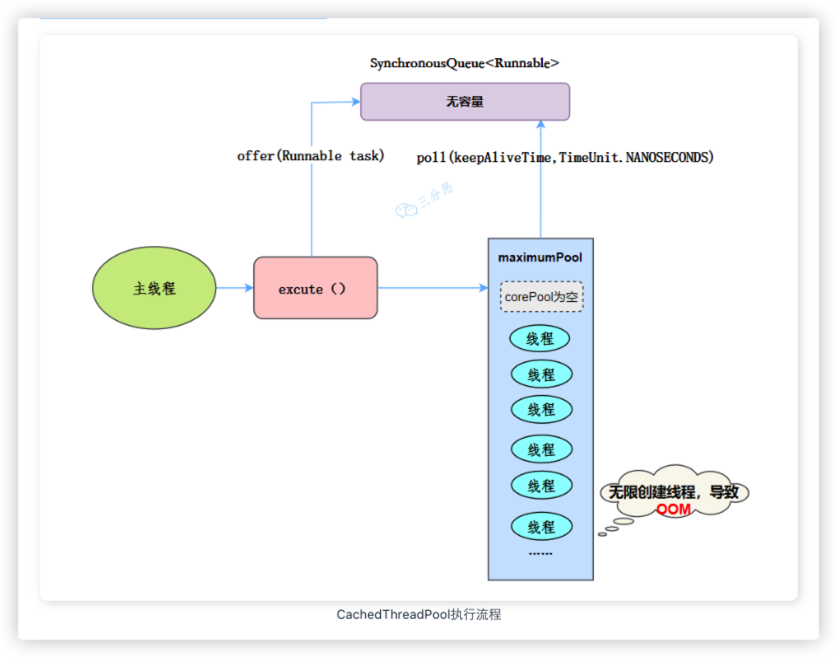 SynchronousQueue<Runnable>
无容量
offer(Runnable task)
poll(keepAliveTime,TimeUnit.NANOSECONDS)
三分恶
maximumPool
corePool为空
主线程
excute（）
线程
线程
线程
线程
线程
线程
......
无限创建线程，导致
OOM
CachedThreadPool执行流程